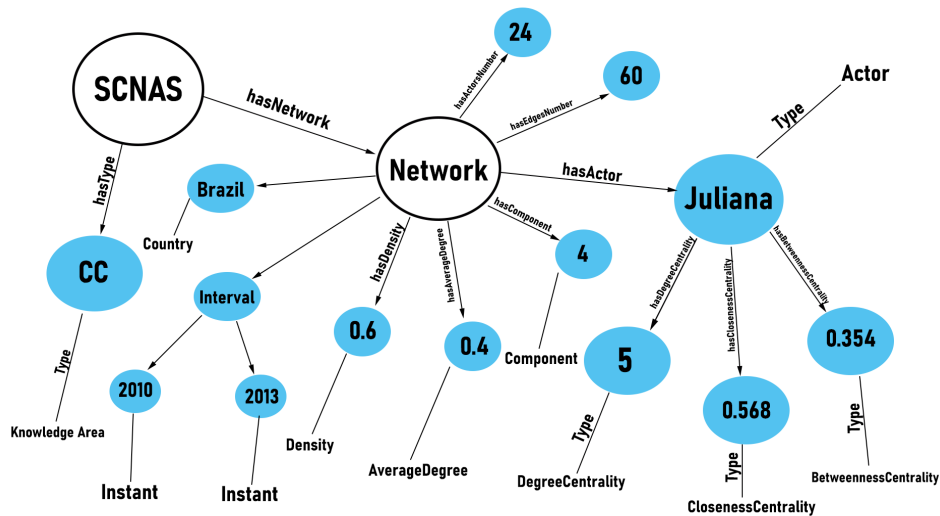 24
SCNAS
hasNetwork
hasActorsNumber
60
hasEdgesNumber
Actor
Type
hasType
Brazil
Network
hasActor
Juliana
Country
hasComponent
hasDensity
hasAverageDegree
4
CC
Interval
hasDegreeCentrality
hasClosenessCentrality
hasBetweennessCentrality
0.6
0.4
Component
5
0.354
Type
2010
2013
0.568
Knowledge Area
Density
AverageDegree
Type
Type
Type
Instant
Instant
DegreeCentrality
BetweennessCentrality
ClosenessCentrality